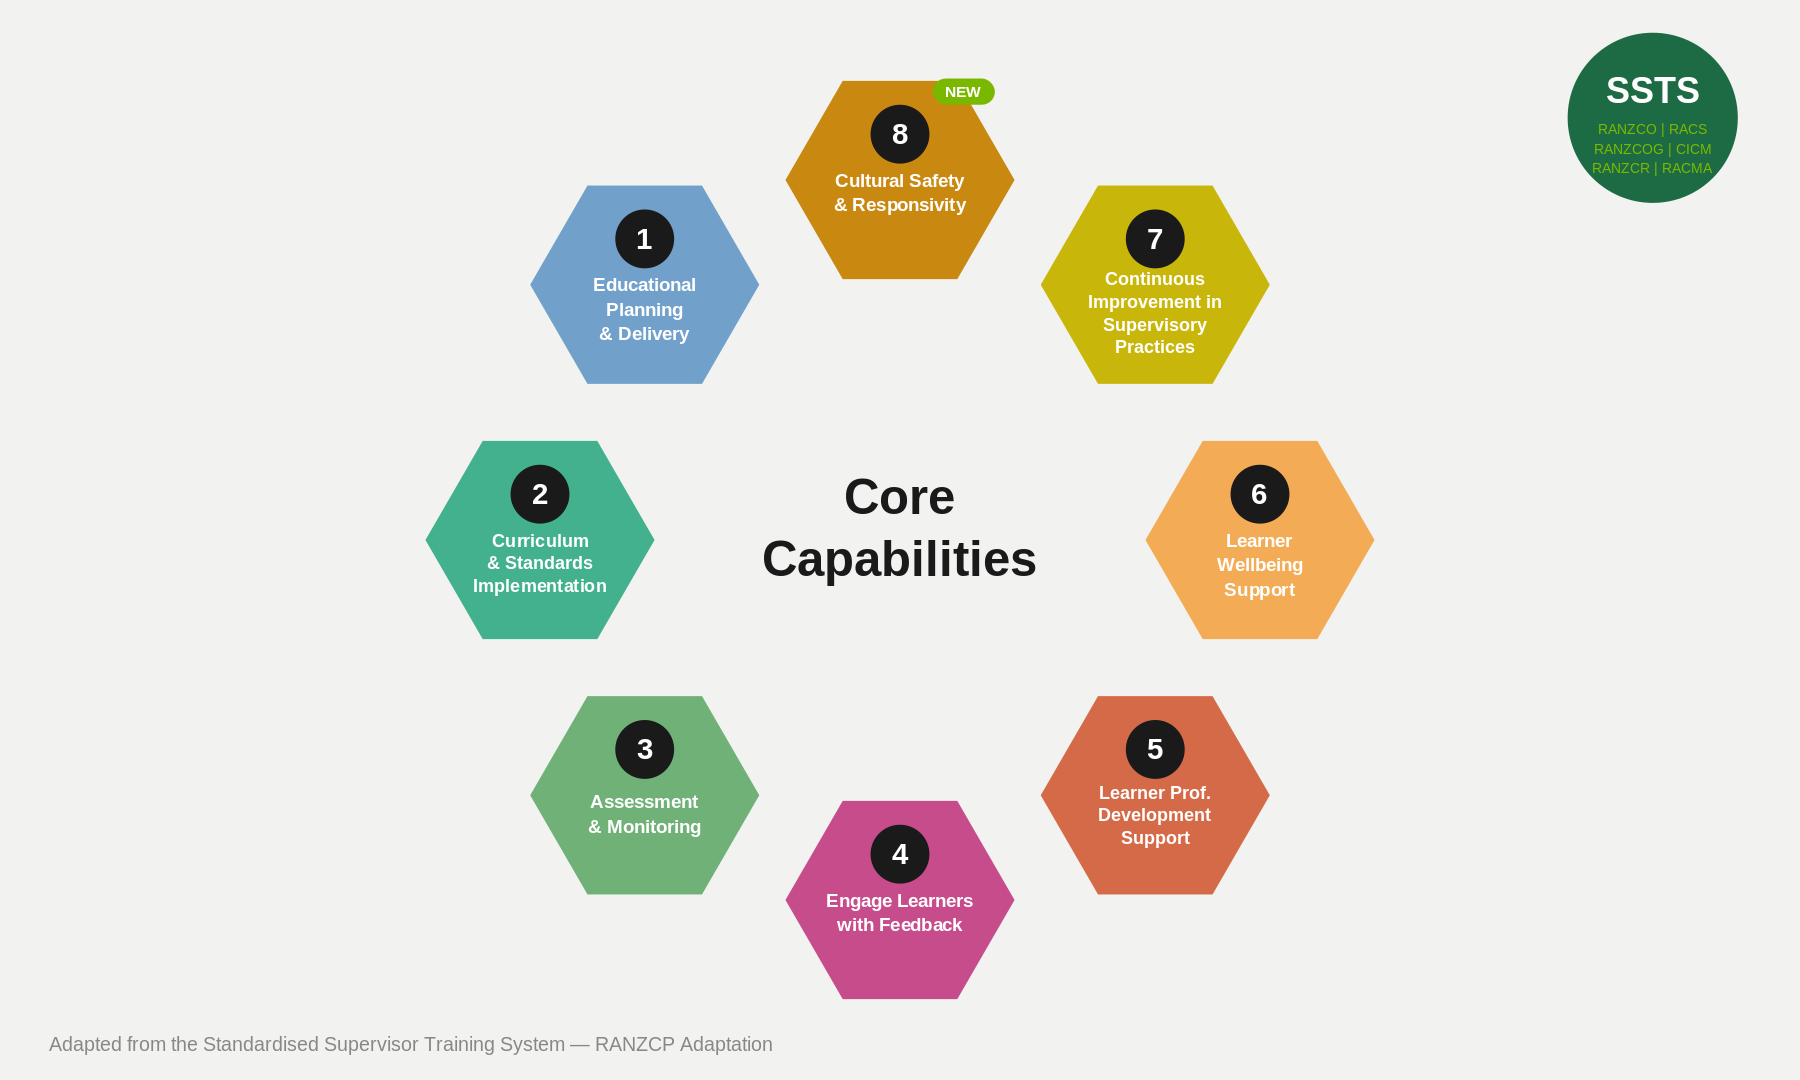 SSTS
RANZCO | RACS
RANZCOG | CICM
RANZCR | RACMA
NEW
8
Cultural Safety
& Responsivity
1
Educational
Planning
& Delivery
7
Continuous
Improvement in
Supervisory
Practices
2
Curriculum
& Standards
Implementation
Core
Capabilities
6
Learner
Wellbeing
Support
3
Assessment
& Monitoring
5
Learner Prof.
Development
Support
4
Engage Learners
with Feedback
Adapted from the Standardised Supervisor Training System — RANZCP Adaptation